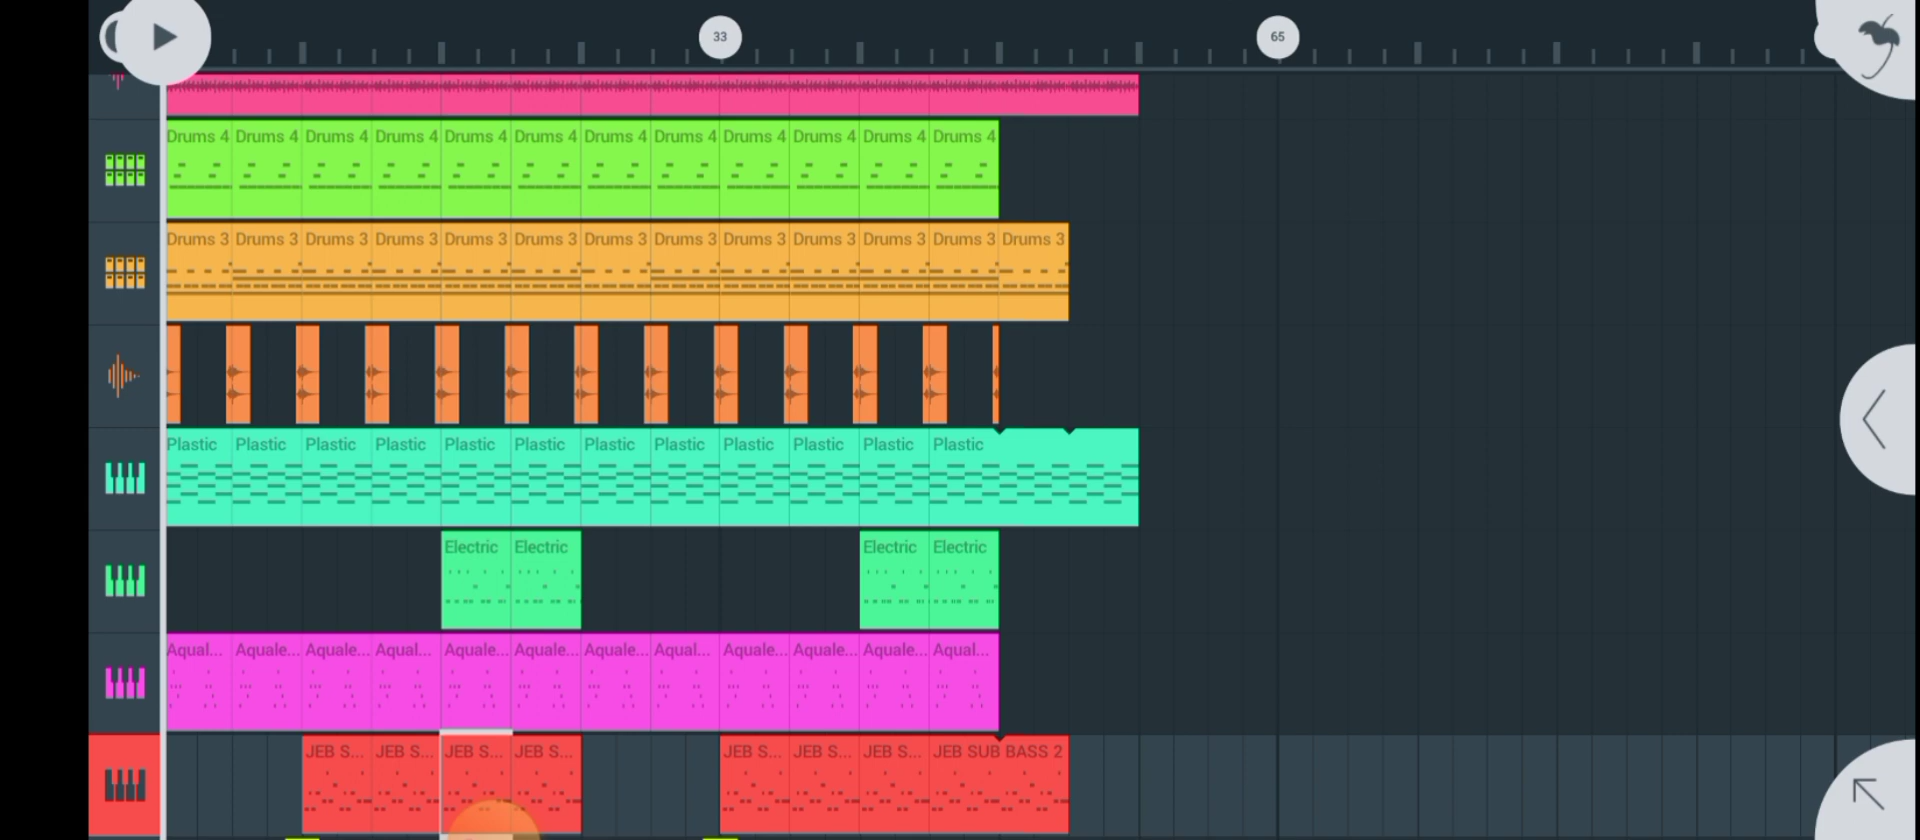 33 65
Drums 4 Drums 4 Drums 4 Drums 4 Drums 4 Drums 4 Drums 4 Drums 4 Drums 4 Drums 4 Drums 4 Drums 4
Drums 3 Drums 3 Drums 3 Drums 3 Drums 3 Drums 3 Drums 3 Drums 3 Drums 3 Drums 3 Drums 3 Drums 3 Drums 3
Plastic Plastic Plastic Plastic Plastic Plastic Plastic Plastic Plastic Plastic Plastic Plastic
Electric Electric Electric Electric
Aqual... Aquale... Aquale... Aqual... Aquale... Aquale... Aquale... Aqual... Aquale... Aquale... Aquale... Aqual...
JEB S... JEB S... JEB S... JEB S... JEB S... JEB S... JEB S... JEB SUB BASS 2